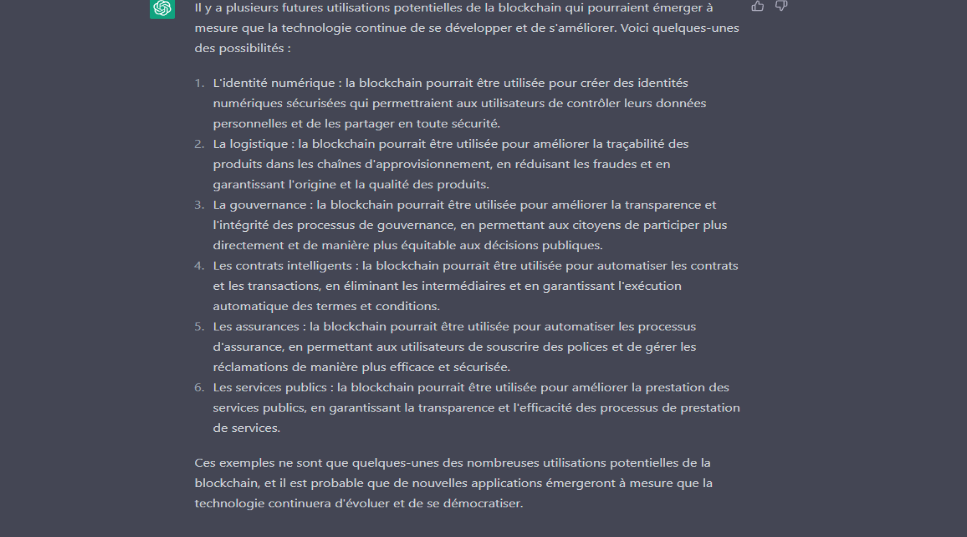 Il y a plusieurs futures utilisations potentielles de la blockchain qui pourraient émerger à
mesure que la technologie continue de se développer et de s'améliorer. Voici quelques-unes
des possibilités :
1. L'identité numérique : la blockchain pourrait être utilisée pour créer des identités
numériques sécurisées qui permettraient aux utilisateurs de contrôler leurs données
personnelles et de les partager en toute sécurité.
2. La logistique : la blockchain pourrait être utilisée pour améliorer la traçabilité des
produits dans les chaînes d'approvisionnement, en réduisant les fraudes et en
garantissant l'origine et la qualité des produits.
3. La gouvernance : la blockchain pourrait être utilisée pour améliorer la transparence et
l'intégrité des processus de gouvernance, en permettant aux citoyens de participer plus
directement et de manière plus équitable aux décisions publiques.
4. Les contrats intelligents : la blockchain pourrait être utilisée pour automatiser les contrats
et les transactions, en éliminant les intermédiaires et en garantissant l'exécution
automatique des termes et conditions.
5. Les assurances : la blockchain pourrait être utilisée pour automatiser les processus
d'assurance, en permettant aux utilisateurs de souscrire des polices et de gérer les
réclamations de manière plus efficace et sécurisée.
6. Les services publics : la blockchain pourrait être utilisée pour améliorer la prestation des
services publics, en garantissant la transparence et l'efficacité des processus de prestation
de services.
Ces exemples ne sont que quelques-unes des nombreuses utilisations potentielles de la
blockchain, et il est probable que de nouvelles applications émergeront à mesure que la
technologie continuera d'évoluer et de se démocratiser.